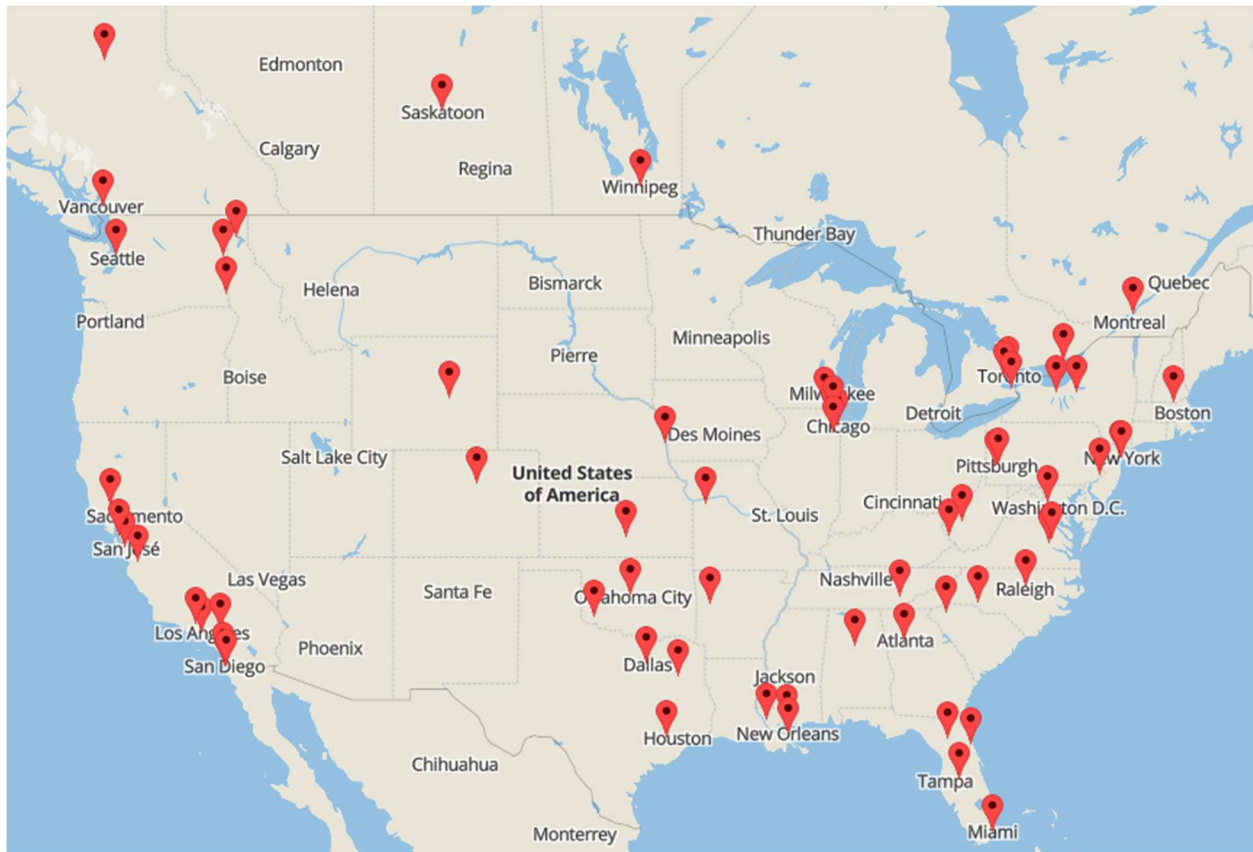 Edmonton
Saskatoon
Calgary
Regina
Winnipeg
Vancouver
Thunder Bay
Seattle
Helena
Bismarck
Quebec
Portland
Montreal
Minneapolis
Pierre
Boise
Toronto
Milwaukee
Detroit
Boston
Chicago
Des Moines
Salt Lake City
New York
Pittsburgh
United States
of America
Cincinnati
Washington D.C.
Sacramento
St. Louis
San José
Las Vegas
Nashville
Santa Fe
Raleigh
Oklahoma City
Los Angeles
Atlanta
Phoenix
San Diego
Dallas
Jackson
New Orleans
Houston
Chihuahua
Tampa
Miami
Monterrey